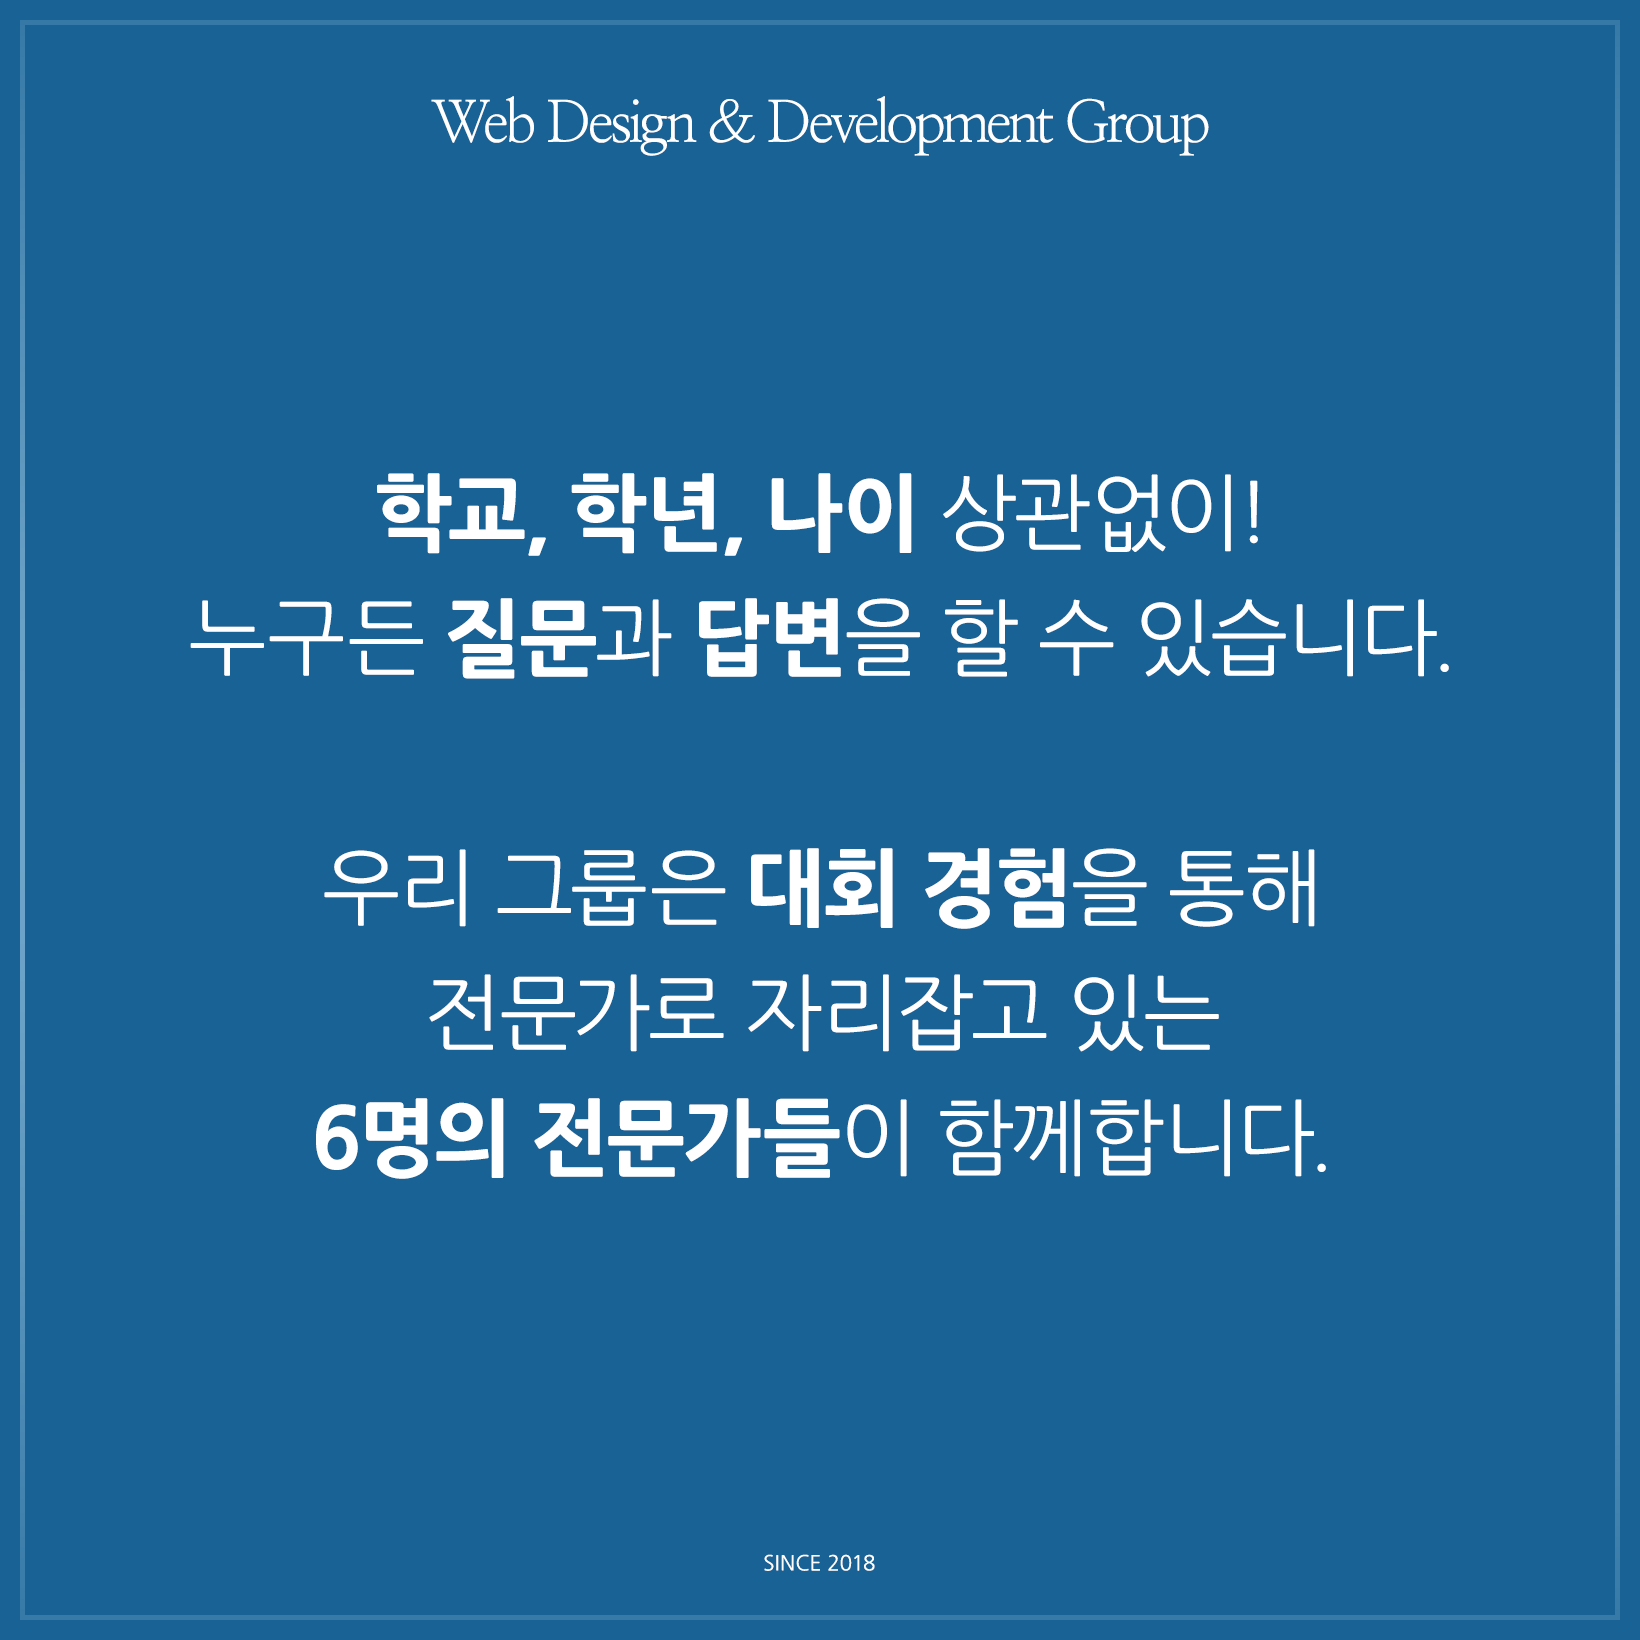 Web Design & Development Group
학교, 학년, 나이 상관없이!
누구든 질문과 답변을 할 수 있습니다.
우리 그룹은 대회 경험을 통해
전문가로 자리잡고 있는
6명의 전문가들이 함께합니다.
SINCE 2018